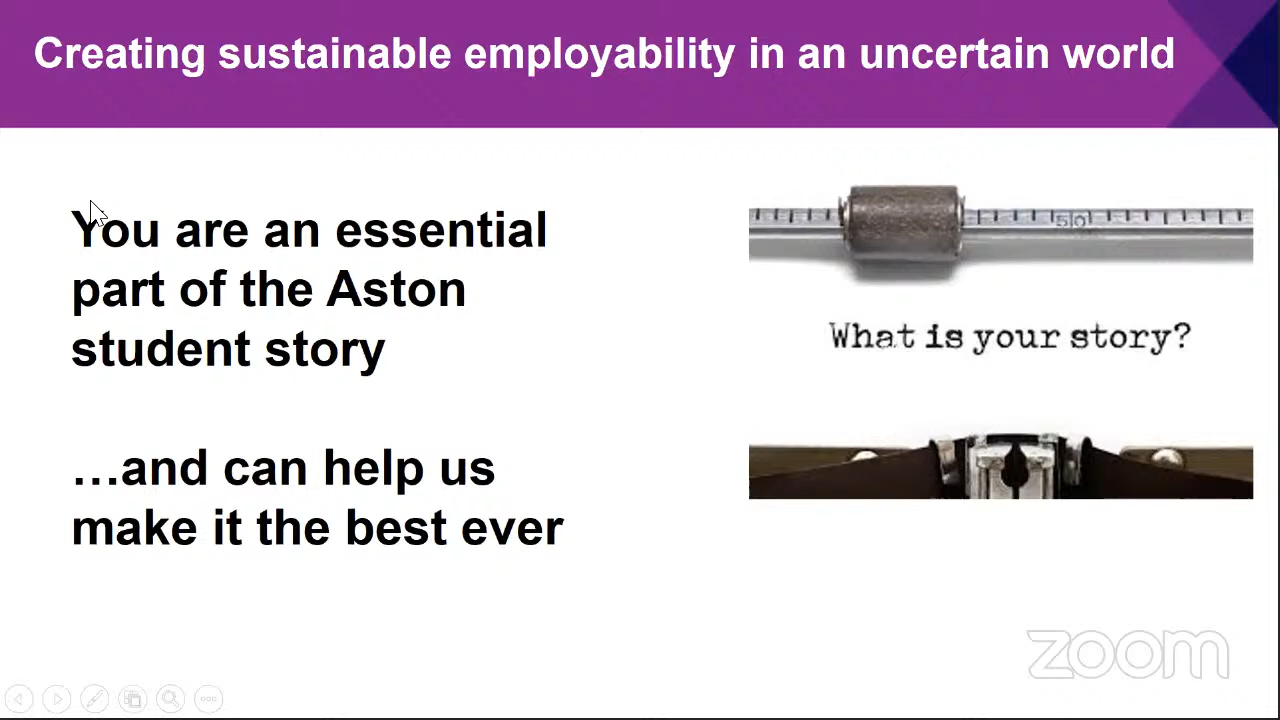 Creating sustainable employability in an uncertain world
You are an essential
part of the Aston
student story
…and can help us
make it the best ever
50
What is your story?
zoom